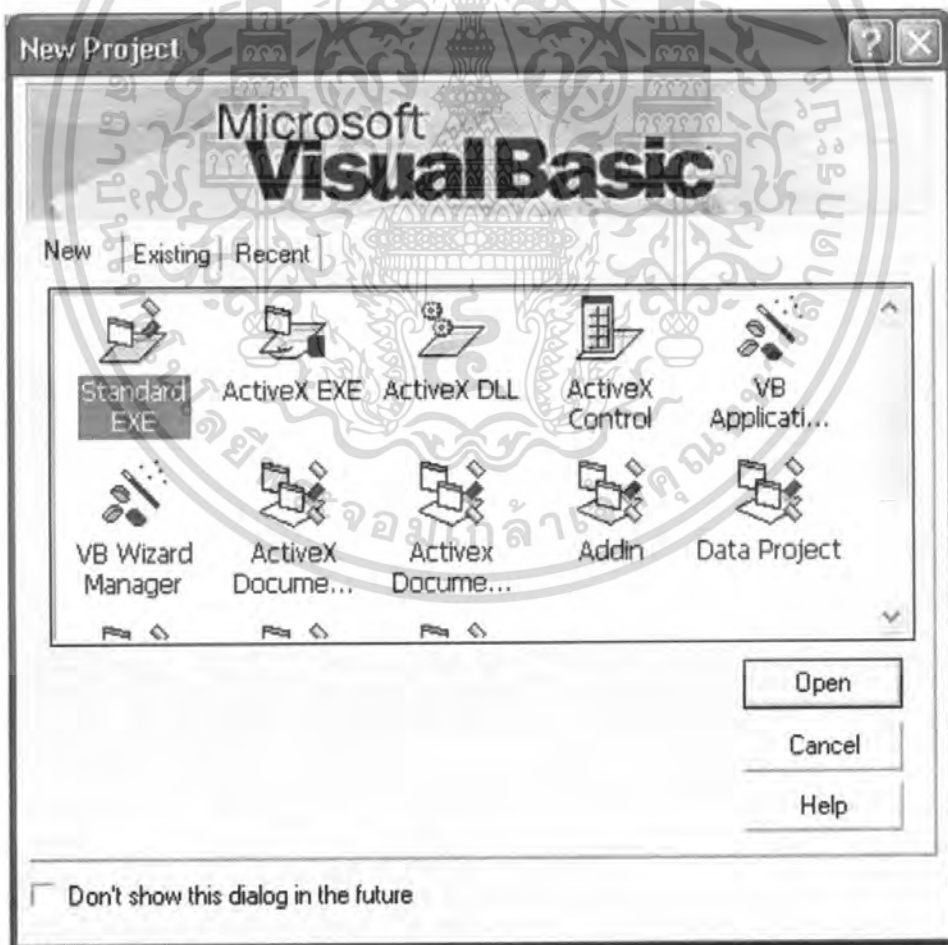 New Project
Microsoft
Visual Basic
New Existing Recent
Standard EXE
ActiveX EXE
ActiveX DLL
ActiveX Control
VB Applicati...
VB Wizard Manager
ActiveX Docume...
Activex Docume...
Addin
Data Project
Open
Cancel
Help
Don't show this dialog in the future